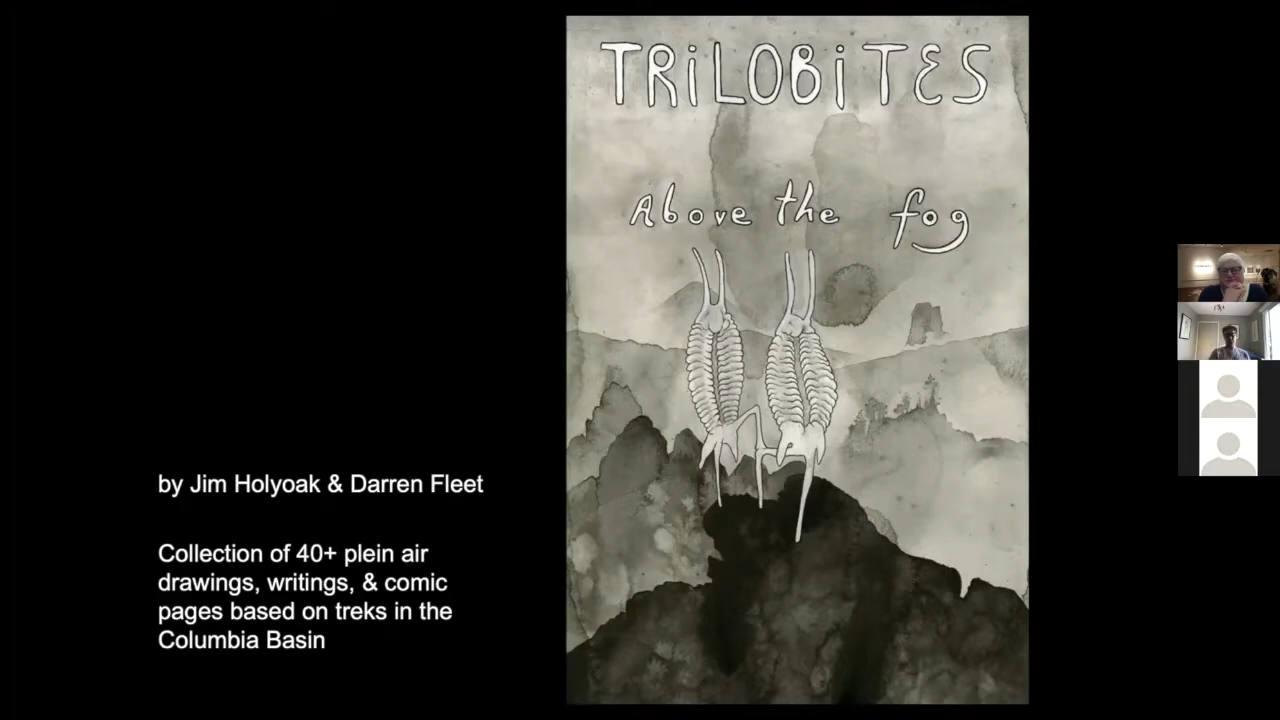 TRiLOBiTES
Above the fog
by Jim Holyoak & Darren Fleet
Collection of 40+ plein air
drawings, writings, & comic
pages based on treks in the
Columbia Basin